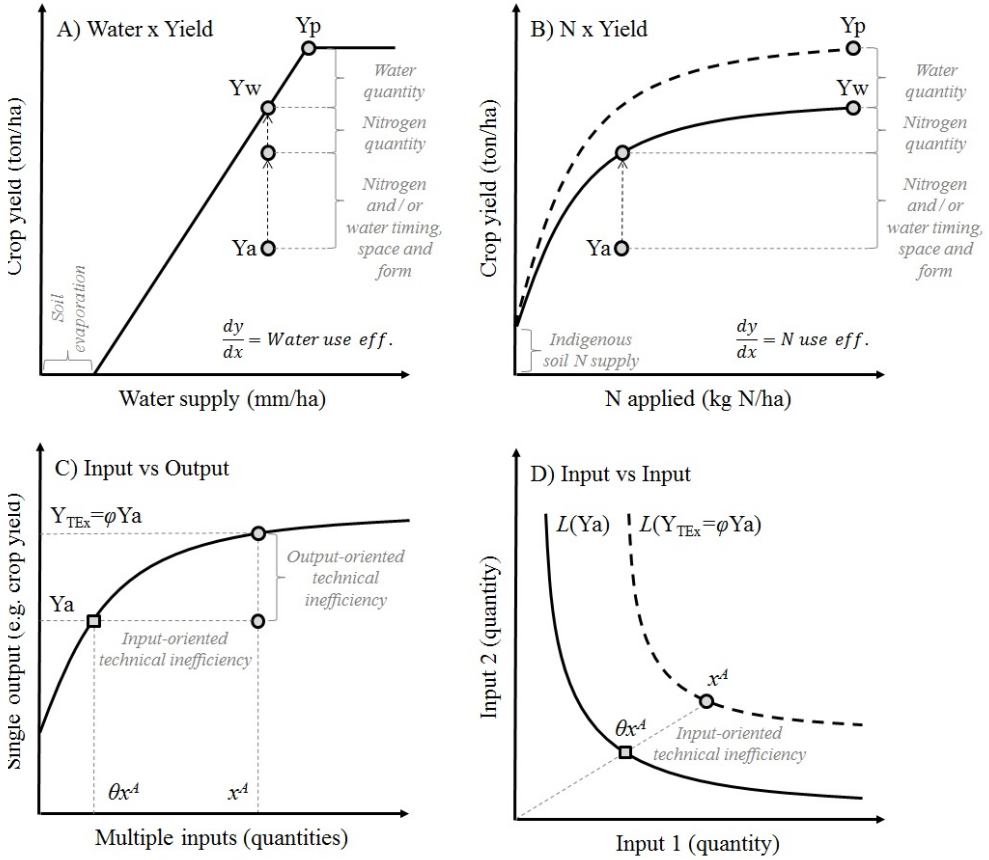 A) Water x Yield
Yp
Yw
Ya
Water
quantity
Nitrogen
quantity
Nitrogen
and/or
water timing,
space and
form
Soil
evaporation
dy
dx
= Water use eff.
Crop yield (ton/ha)
Water supply (mm/ha)
B) N x Yield
Yp
Yw
Ya
Water
quantity
Nitrogen
quantity
Nitrogen
and/or
water timing,
space and
form
Indigenous
soil N supply
dy
dx
= N use eff.
Crop yield (ton/ha)
N applied (kg N/ha)
C) Input vs Output
YTEx=φYa
Ya
Output-oriented
technical
inefficiency
Input-oriented
technical inefficiency
θxA
xA
Single output (e.g. crop yield)
Multiple inputs (quantities)
D) Input vs Input
L(Ya)
L(YTEx=φYa)
xA
θxA
Input-oriented
technical inefficiency
Input 2 (quantity)
Input 1 (quantity)